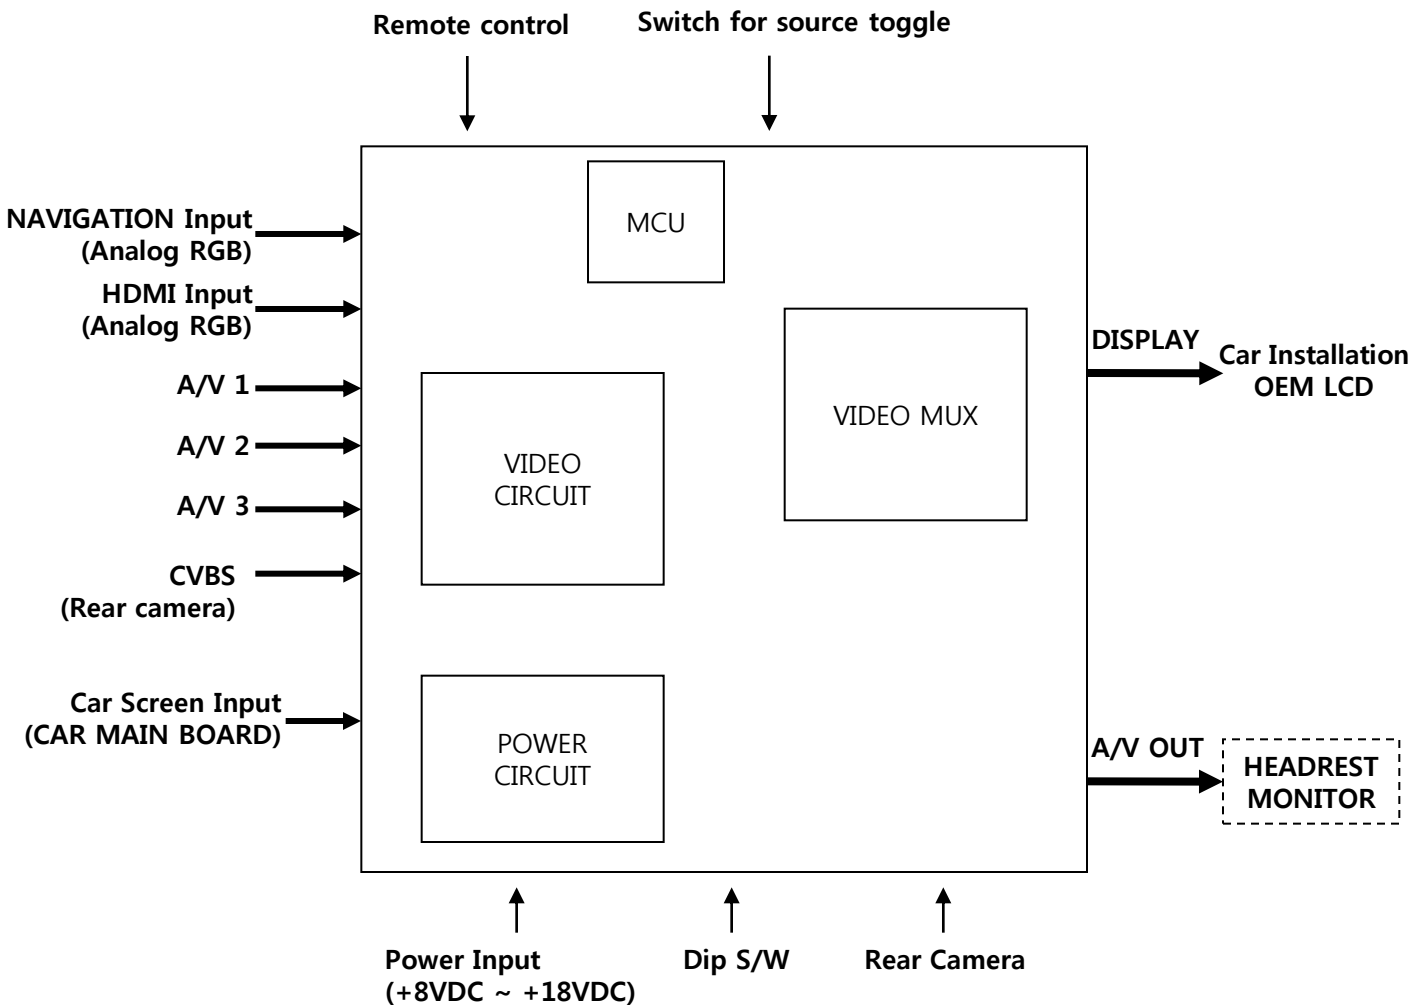 Remote control
Switch for source toggle
NAVIGATION Input
(Analog RGB)
HDMI Input
(Analog RGB)
A/V 1
A/V 2
A/V 3
CVBS
(Rear camera)
Car Screen Input
(CAR MAIN BOARD)
MCU
VIDEO
CIRCUIT
VIDEO MUX
POWER
CIRCUIT
DISPLAY
Car Installation
OEM LCD
A/V OUT
HEADREST
MONITOR
Power Input
(+8VDC ~ +18VDC)
Dip S/W
Rear Camera